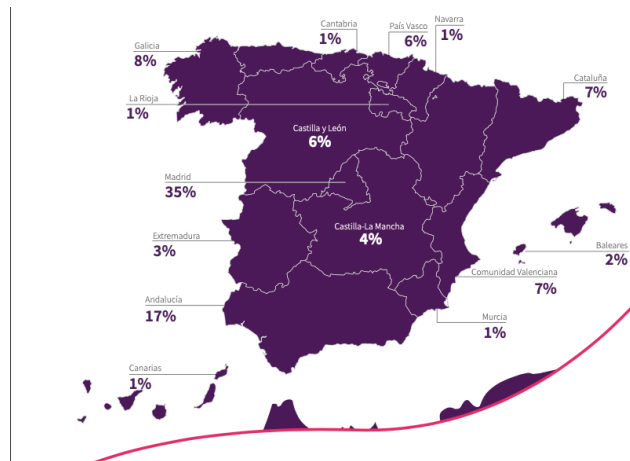 Cantabria
1%
País Vasco
6%
Navarra
1%
Galicia
8%
Cataluña
7%
La Rioja
1%
Castilla y León
6%
Madrid
35%
Castilla-La Mancha
4%
Extremadura
3%
Baleares
2%
Comunidad Valenciana
7%
Andalucía
17%
Murcia
1%
Canarias
1%